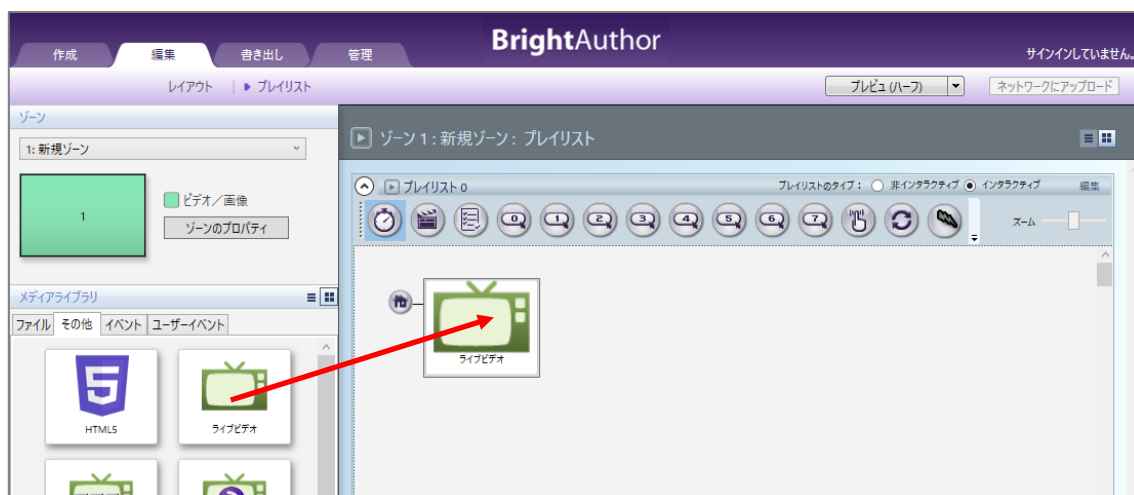 BrightAuthor
作成 編集 書き出し 管理
サインインしていません。
レイアウト プレイリスト
プレビュ (ハーフ)
ネットワークにアップロード
ゾーン
1: 新規ゾーン
1
ビデオ／画像
ゾーンのプロパティ
メディアライブラリ
ファイル その他 イベント ユーザーイベント
HTML5
ライブビデオ
ゾーン 1 : 新規ゾーン : プレイリスト
プレイリスト 0
プレイリストのタイプ : 非インタラクティブ インタラクティブ
編集
0 1 2 3 4 5 6 7
ズーム
ライブビデオ